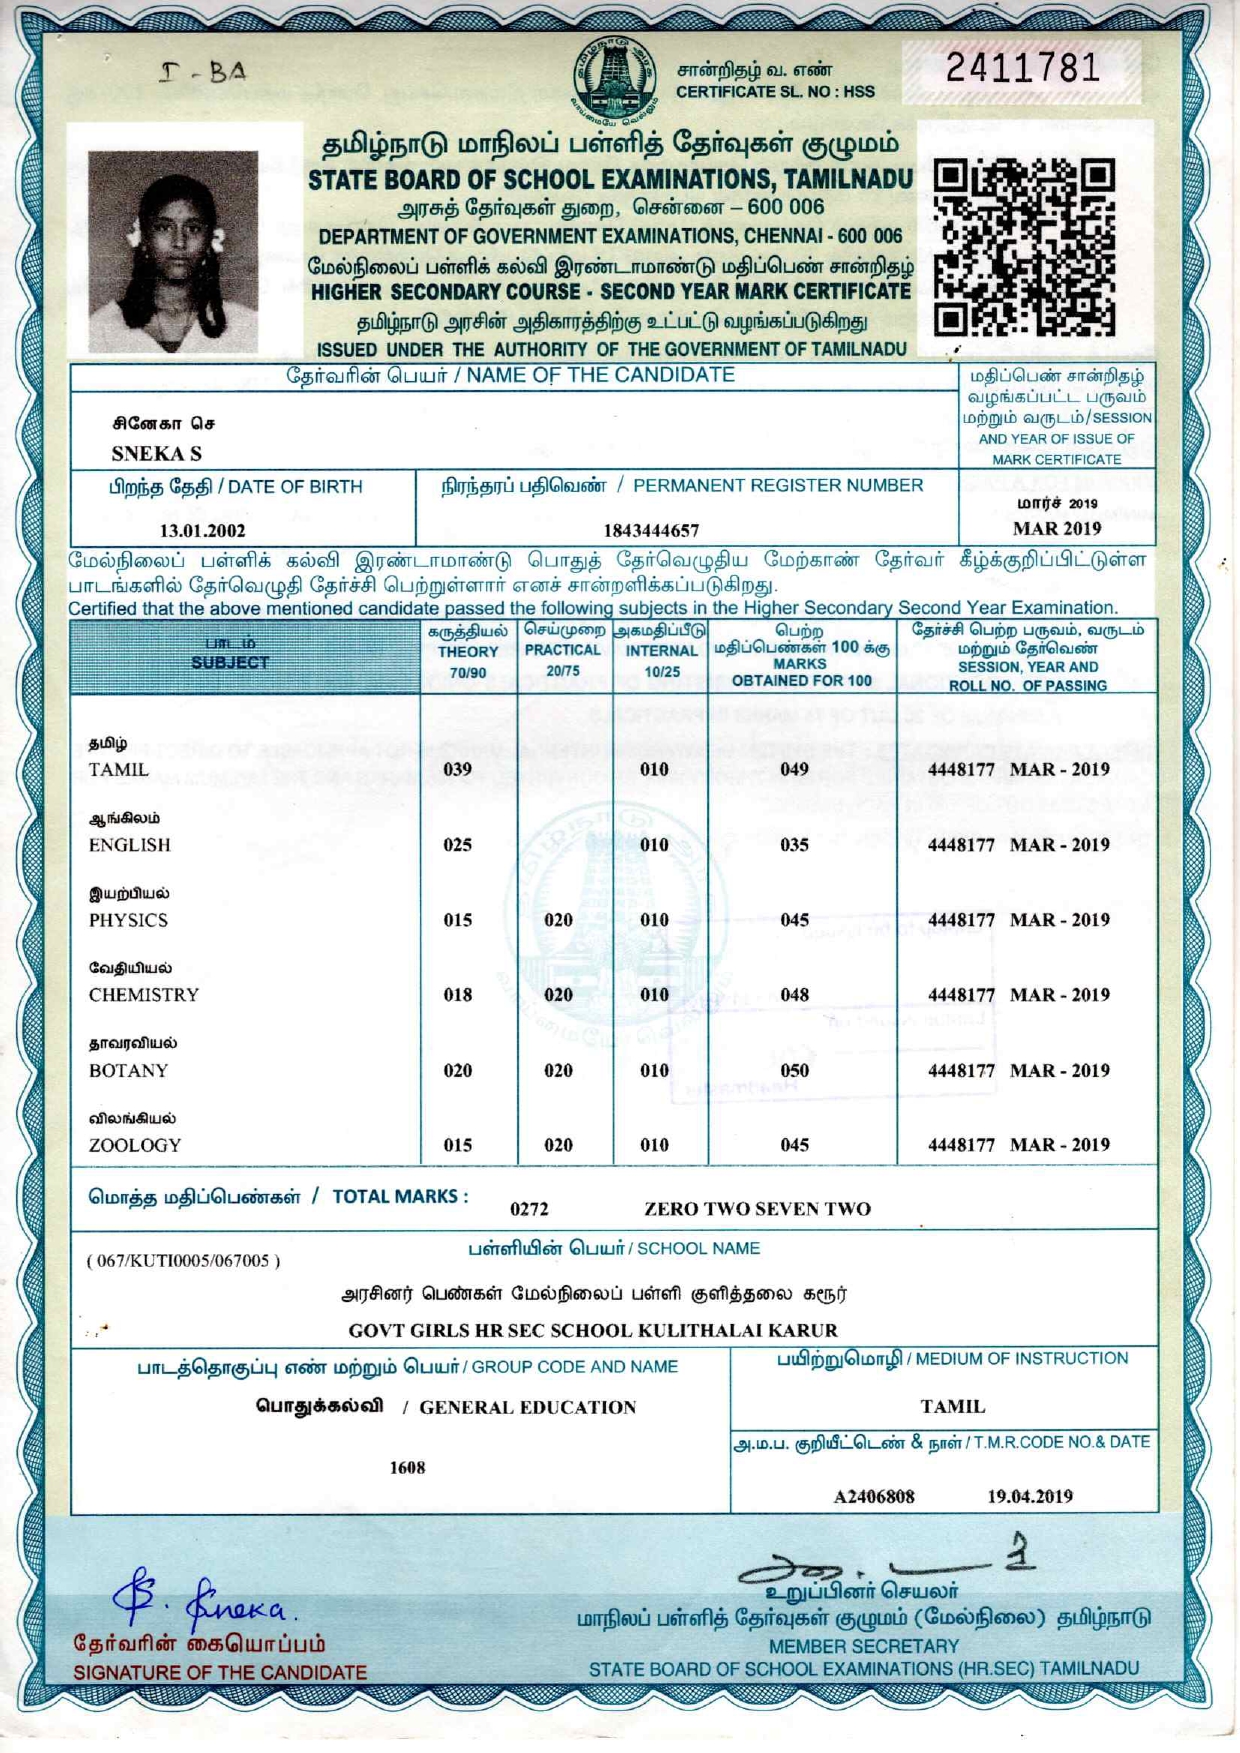 I - BA
சான்றிதழ் வ. எண்
CERTIFICATE SL. NO : HSS
2411781
தமிழ்நாடு மாநிலப் பள்ளித் தேர்வுகள் குழுமம்
STATE BOARD OF SCHOOL EXAMINATIONS, TAMILNADU
அரசுத் தேர்வுகள் துறை, சென்னை – 600 006
DEPARTMENT OF GOVERNMENT EXAMINATIONS, CHENNAI - 600 006
மேல்நிலைப் பள்ளிக் கல்வி இரண்டாமாண்டு மதிப்பெண் சான்றிதழ்
HIGHER SECONDARY COURSE - SECOND YEAR MARK CERTIFICATE
தமிழ்நாடு அரசின் அதிகாரத்திற்கு உட்பட்டு வழங்கப்படுகிறது
ISSUED UNDER THE AUTHORITY OF THE GOVERNMENT OF TAMILNADU
தேர்வரின் பெயர் / NAME OF THE CANDIDATE
சினேகா செ
SNEKA S
மதிப்பெண் சான்றிதழ்
வழங்கப்பட்ட பருவம்
மற்றும் வருடம்/SESSION
AND YEAR OF ISSUE OF
MARK CERTIFICATE
பிறந்த தேதி / DATE OF BIRTH
13.01.2002
நிரந்தரப் பதிவெண் / PERMANENT REGISTER NUMBER
1843444657
மார்ச் 2019
MAR 2019
மேல்நிலைப் பள்ளிக் கல்வி இரண்டாமாண்டு பொதுத் தேர்வெழுதிய மேற்காண் தேர்வர் கீழ்க்குறிப்பிட்டுள்ள
பாடங்களில் தேர்வெழுதி தேர்ச்சி பெற்றுள்ளார் எனச் சான்றளிக்கப்படுகிறது.
Certified that the above mentioned candidate passed the following subjects in the Higher Secondary Second Year Examination.
பாடம்
SUBJECT
கருத்தியல்
THEORY
70/90
செய்முறை
PRACTICAL
20/75
அகமதிப்பீடு
INTERNAL
10/25
பெற்ற
மதிப்பெண்கள் 100 க்கு
MARKS
OBTAINED FOR 100
தேர்ச்சி பெற்ற பருவம், வருடம்
மற்றும் தேர்வெண்
SESSION, YEAR AND
ROLL NO. OF PASSING
தமிழ்
TAMIL 039 010 049 4448177 MAR - 2019
ஆங்கிலம்
ENGLISH 025 010 035 4448177 MAR - 2019
இயற்பியல்
PHYSICS 015 020 010 045 4448177 MAR - 2019
வேதியியல்
CHEMISTRY 018 020 010 048 4448177 MAR - 2019
தாவரவியல்
BOTANY 020 020 010 050 4448177 MAR - 2019
விலங்கியல்
ZOOLOGY 015 020 010 045 4448177 MAR - 2019
மொத்த மதிப்பெண்கள் / TOTAL MARKS : 0272 ZERO TWO SEVEN TWO
பள்ளியின் பெயர் / SCHOOL NAME
( 067/KUTI0005/067005 )
அரசினர் பெண்கள் மேல்நிலைப் பள்ளி குளித்தலை கரூர்
GOVT GIRLS HR SEC SCHOOL KULITHALAI KARUR
பாடத்தொகுப்பு எண் மற்றும் பெயர் / GROUP CODE AND NAME
பொதுக்கல்வி / GENERAL EDUCATION
1608
பயிற்றுமொழி / MEDIUM OF INSTRUCTION
TAMIL
அ.ம.ப. குறியீட்டெண் & நாள் / T.M.R.CODE NO.& DATE
A2406808 19.04.2019
S. Sneka.
தேர்வரின் கையொப்பம்
SIGNATURE OF THE CANDIDATE
உறுப்பினர் செயலர்
மாநிலப் பள்ளித் தேர்வுகள் குழுமம் (மேல்நிலை) தமிழ்நாடு
MEMBER SECRETARY
STATE BOARD OF SCHOOL EXAMINATIONS (HR.SEC) TAMILNADU